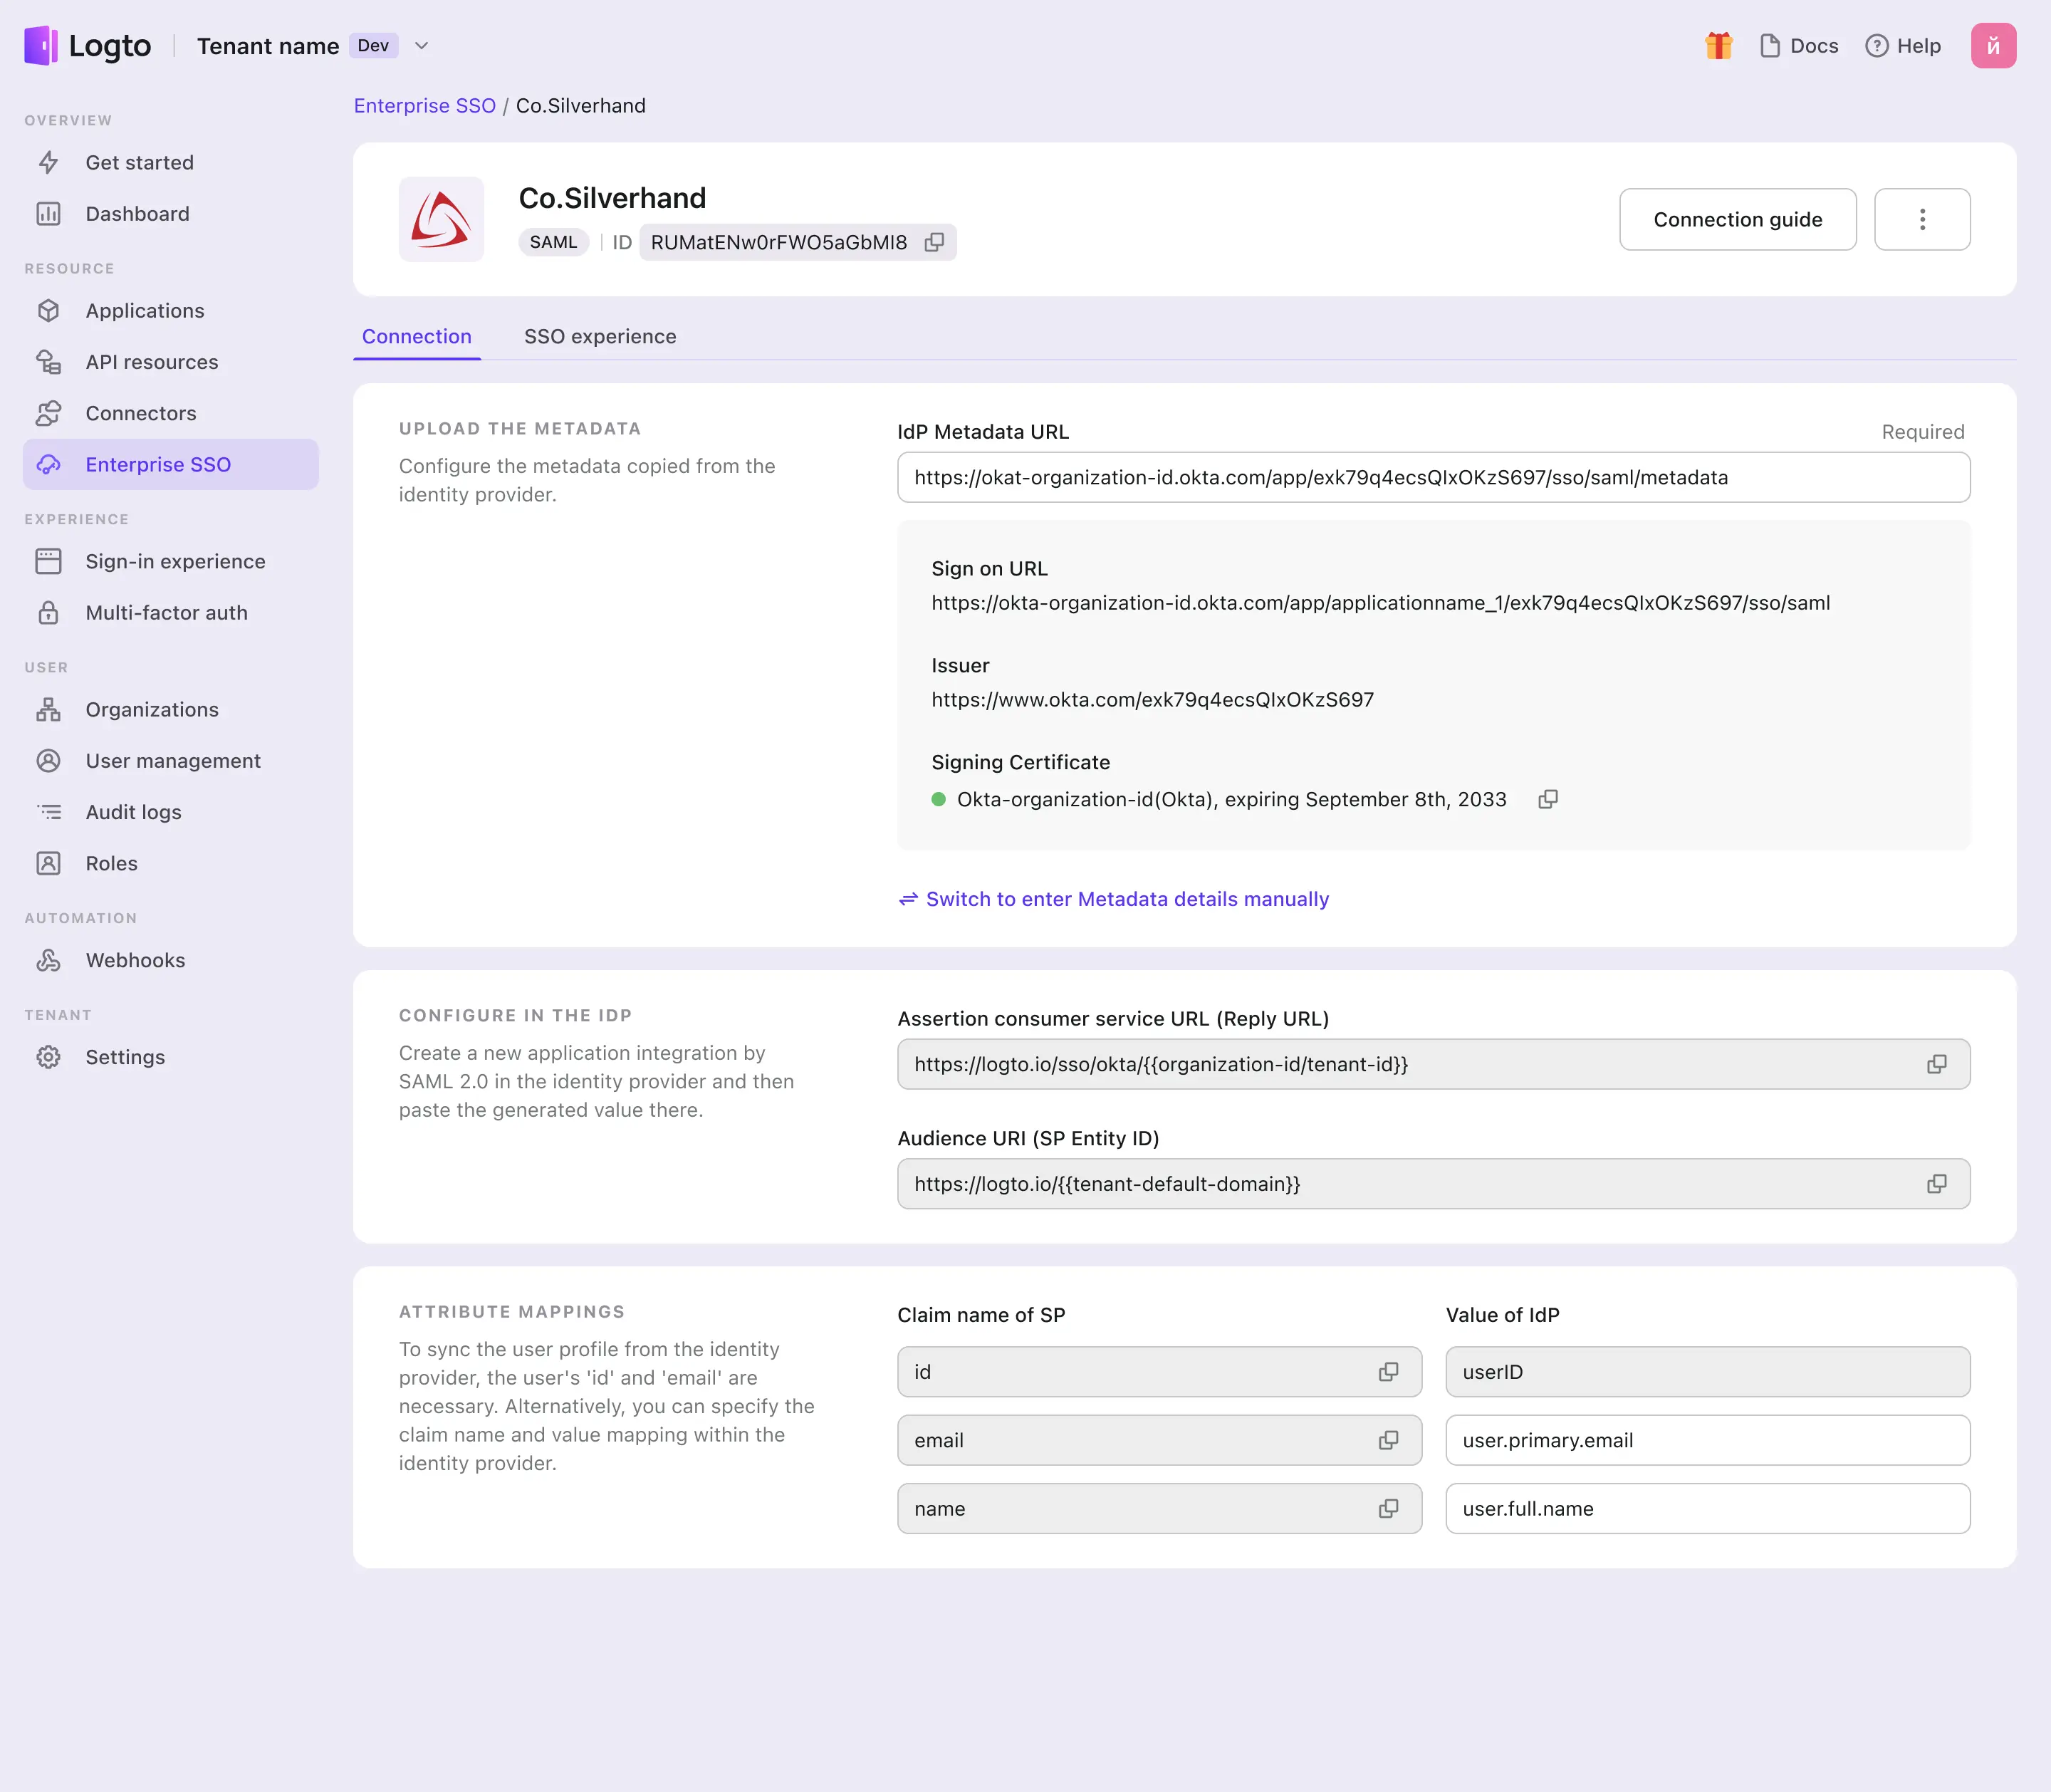 Logto
Tenant name Dev
Docs
Help
й
OVERVIEW
Get started
Dashboard
RESOURCE
Applications
API resources
Connectors
Enterprise SSO
EXPERIENCE
Sign-in experience
Multi-factor auth
USER
Organizations
User management
Audit logs
Roles
AUTOMATION
Webhooks
TENANT
Settings
Enterprise SSO / Co.Silverhand
Co.Silverhand
SAML ID RUMatENw0rFWO5aGbMI8
Connection guide
Connection
SSO experience
UPLOAD THE METADATA
Configure the metadata copied from the
identity provider.
IdP Metadata URL
Required
https://okat-organization-id.okta.com/app/exk79q4ecsQIxOKzS697/sso/saml/metadata
Sign on URL
https://okta-organization-id.okta.com/app/applicationname_1/exk79q4ecsQIxOKzS697/sso/saml
Issuer
https://www.okta.com/exk79q4ecsQIxOKzS697
Signing Certificate
Okta-organization-id(Okta), expiring September 8th, 2033
Switch to enter Metadata details manually
CONFIGURE IN THE IDP
Create a new application integration by
SAML 2.0 in the identity provider and then
paste the generated value there.
Assertion consumer service URL (Reply URL)
https://logto.io/sso/okta/{{organization-id/tenant-id}}
Audience URI (SP Entity ID)
https://logto.io/{{tenant-default-domain}}
ATTRIBUTE MAPPINGS
To sync the user profile from the identity
provider, the user's 'id' and 'email' are
necessary. Alternatively, you can specify the
claim name and value mapping within the
identity provider.
Claim name of SP
Value of IdP
id
userID
email
user.primary.email
name
user.full.name